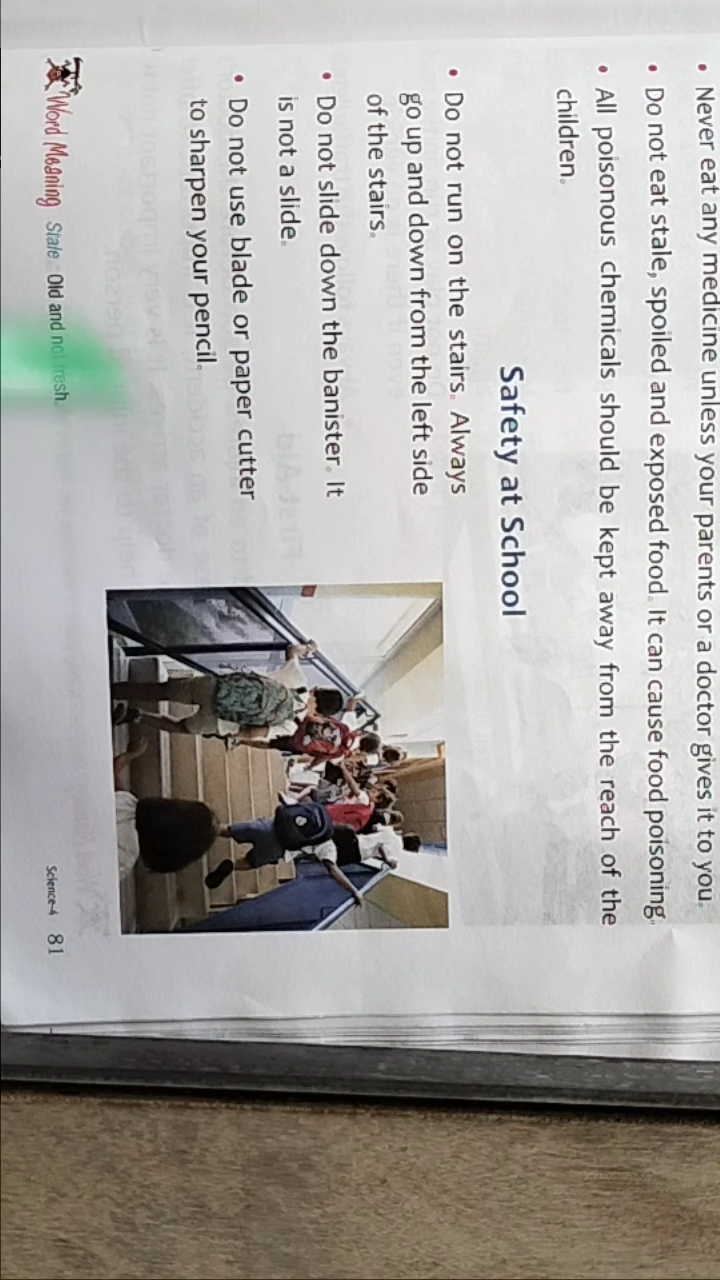 • Never eat any medicine unless your parents or a doctor gives it to you.
• Do not eat stale, spoiled and exposed food. It can cause food poisoning.
• All poisonous chemicals should be kept away from the reach of the
children.
Safety at School
• Do not run on the stairs. Always
go up and down from the left side
of the stairs.
• Do not slide down the banister. It
is not a slide.
• Do not use blade or paper cutter
to sharpen your pencil.
Word Meaning Stale : Old and not fresh.
Science-4 81